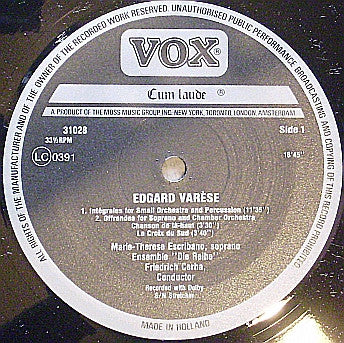 ALL RIGHTS OF THE MANUFACTURER AND OF THE OWNER OF THE RECORDED WORK RESERVED. UNAUTHORISED PUBLIC PERFORMANCE, BROADCASTING AND COPYING OF THIS RECORD PROHIBITED
VOX®
Cum laude ®
A PRODUCT OF THE MOSS MUSIC GROUP INC. NEW YORK, TORONTO, LONDON, AMSTERDAM
31028
33⅓RPM
Side 1
LC 0391
16'45"
EDGARD VARÈSE
1. Intégrales for Small Orchestra and Percussion (11'35")
2. Offrandes for Soprano and Chamber Orchestra
Chanson de là-haut (3'30")
La Croix du Sud (3'40")
Marie-Therese Escribano, soprano
Ensemble "Die Reihe"
Friedrich Cerha,
Conductor
Recorded with Dolby
S/N Stretcher
MADE IN HOLLAND